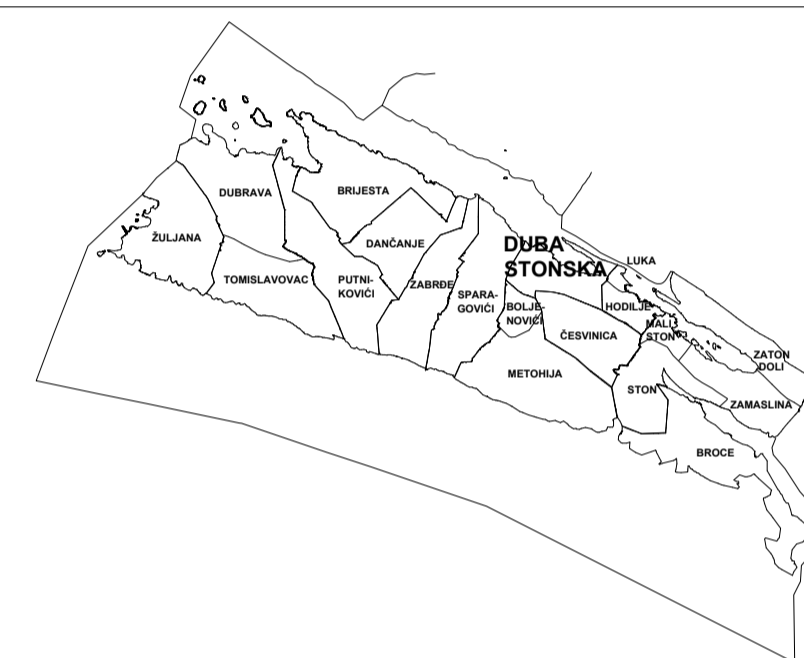 BRIJESTA
DUBRAVA
ŽULJANA
DANČANJE
DUBA
STONSKA
LUKA
TOMISLAVOVAC
PUTNI-
KOVIĆI
ZABRĐE
SPARA-
GOVIĆI
BOLJE-
NOVIĆI
HODILJE
MALI
STON
ČESVINICA
ZATON
DOLI
METOHIJA
STON
ZAMASLINA
BROCE